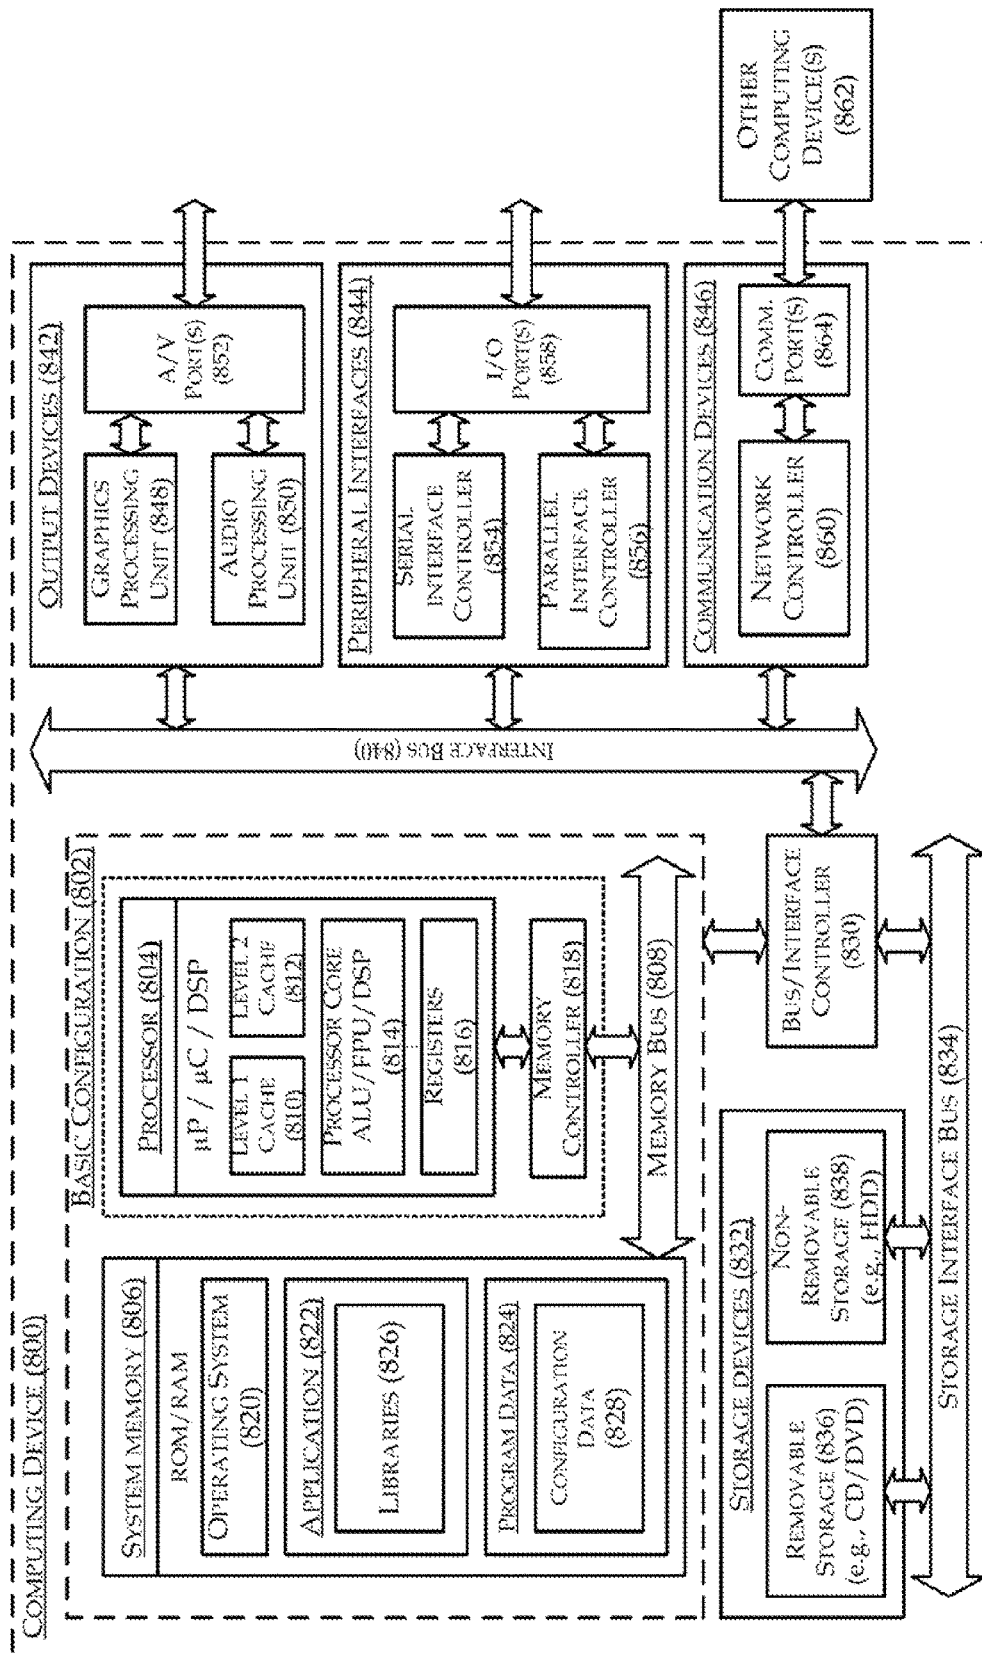 COMPUTING DEVICE (800)
BASIC CONFIGURATION (802)
SYSTEM MEMORY (806)
ROM/RAM
OPERATING SYSTEM
(820)
APPLICATION (822)
LIBRARIES (826)
PROGRAM DATA (824)
CONFIGURATION
DATA
(828)
PROCESSOR (804)
µP / µC / DSP
LEVEL 1
CACHE
(810)
LEVEL 2
CACHE
(812)
PROCESSOR CORE
ALU/FPU/DSP
(814)
REGISTERS
(816)
MEMORY
CONTROLLER (818)
MEMORY BUS (808)
STORAGE DEVICES (832)
REMOVABLE
STORAGE (836)
(e.g., CD/DVD)
NON-
REMOVABLE
STORAGE (838)
(e.g., HDD)
BUS/INTERFACE
CONTROLLER
(830)
STORAGE INTERFACE BUS (834)
INTERFACE BUS (840)
OUTPUT DEVICES (842)
GRAPHICS
PROCESSING
UNIT (848)
AUDIO
PROCESSING
UNIT (850)
A/V
PORT(S)
(852)
PERIPHERAL INTERFACES (844)
SERIAL
INTERFACE
CONTROLLER
(854)
PARALLEL
INTERFACE
CONTROLLER
(856)
I/O
PORT(S)
(858)
COMMUNICATION DEVICES (846)
NETWORK
CONTROLLER
(860)
COMM.
PORT(S)
(864)
OTHER
COMPUTING
DEVICE(S)
(862)